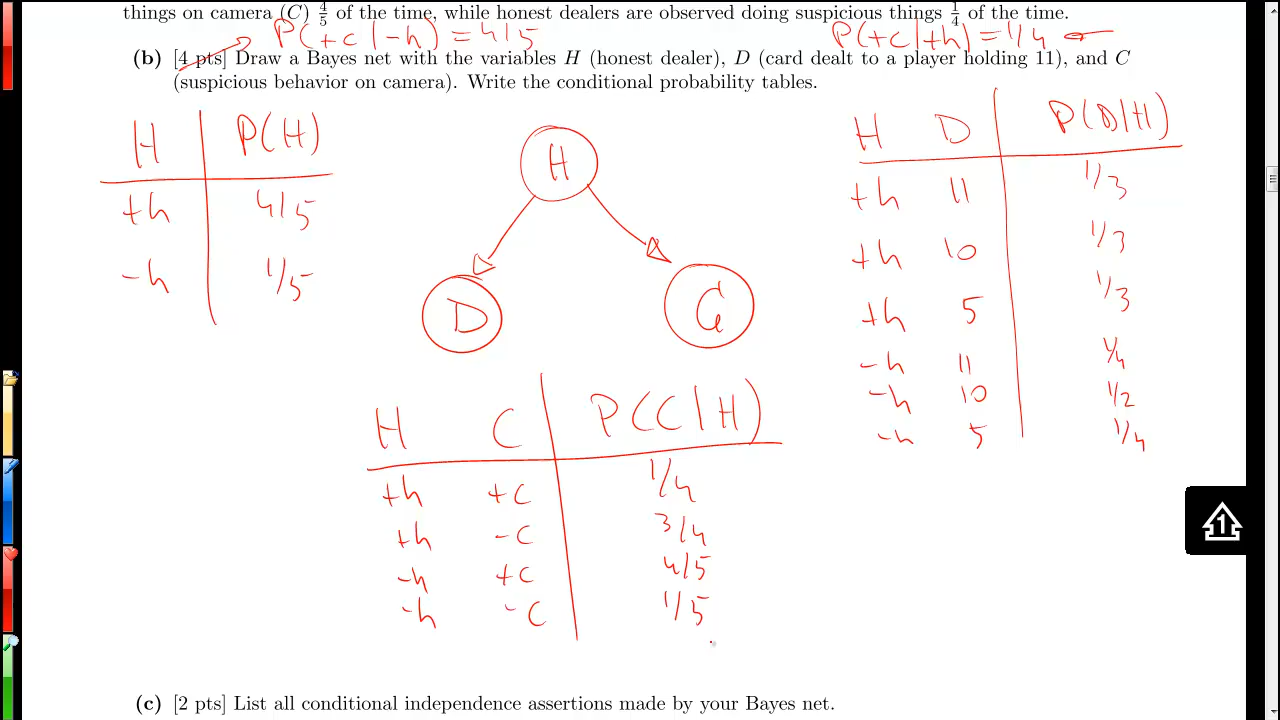 things on camera (C) 4/5 of the time, while honest dealers are observed doing suspicious things 1/4 of the time.
P(+c|-h)=4/5 P(+c|+h)=1/4
(b) [4 pts] Draw a Bayes net with the variables H (honest dealer), D (card dealt to a player holding 11), and C
(suspicious behavior on camera). Write the conditional probability tables.
H P(H)
+h 4/5
-h 1/5
H
D
C
H D P(D|H)
+h 11 1/3
+h 10 1/3
+h 5 1/3
-h 11 1/4
-h 10 1/2
-h 5 1/4
H C P(C|H)
+h +c 1/4
+h -c 3/4
-h +c 4/5
-h -c 1/5
(c) [2 pts] List all conditional independence assertions made by your Bayes net.
1